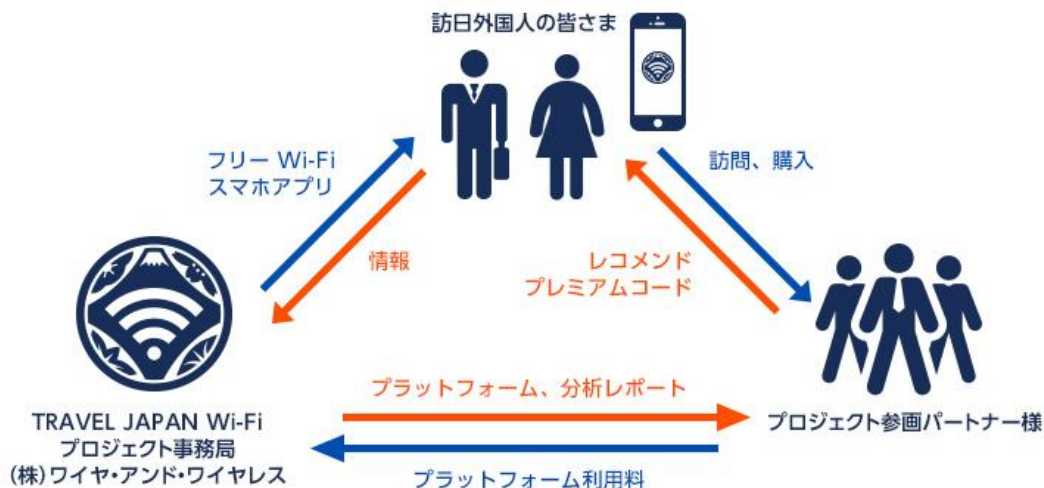 訪日外国人の皆さま
フリー Wi-Fi
スマホアプリ
訪問、購入
情報
レコメンド
プレミアムコード
プラットフォーム、分析レポート
TRAVEL JAPAN Wi-Fi
プロジェクト事務局
(株)ワイヤ・アンド・ワイヤレス
プロジェクト参画パートナー様
プラットフォーム利用料